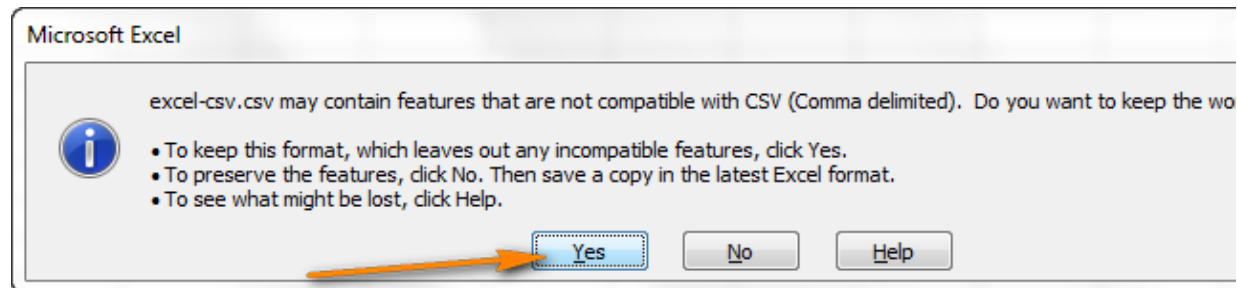 Microsoft Excel
excel-csv.csv may contain features that are not compatible with CSV (Comma delimited).  Do you want to keep the
• To keep this format, which leaves out any incompatible features, click Yes.
• To preserve the features, click No. Then save a copy in the latest Excel format.
• To see what might be lost, click Help.
Yes No Help